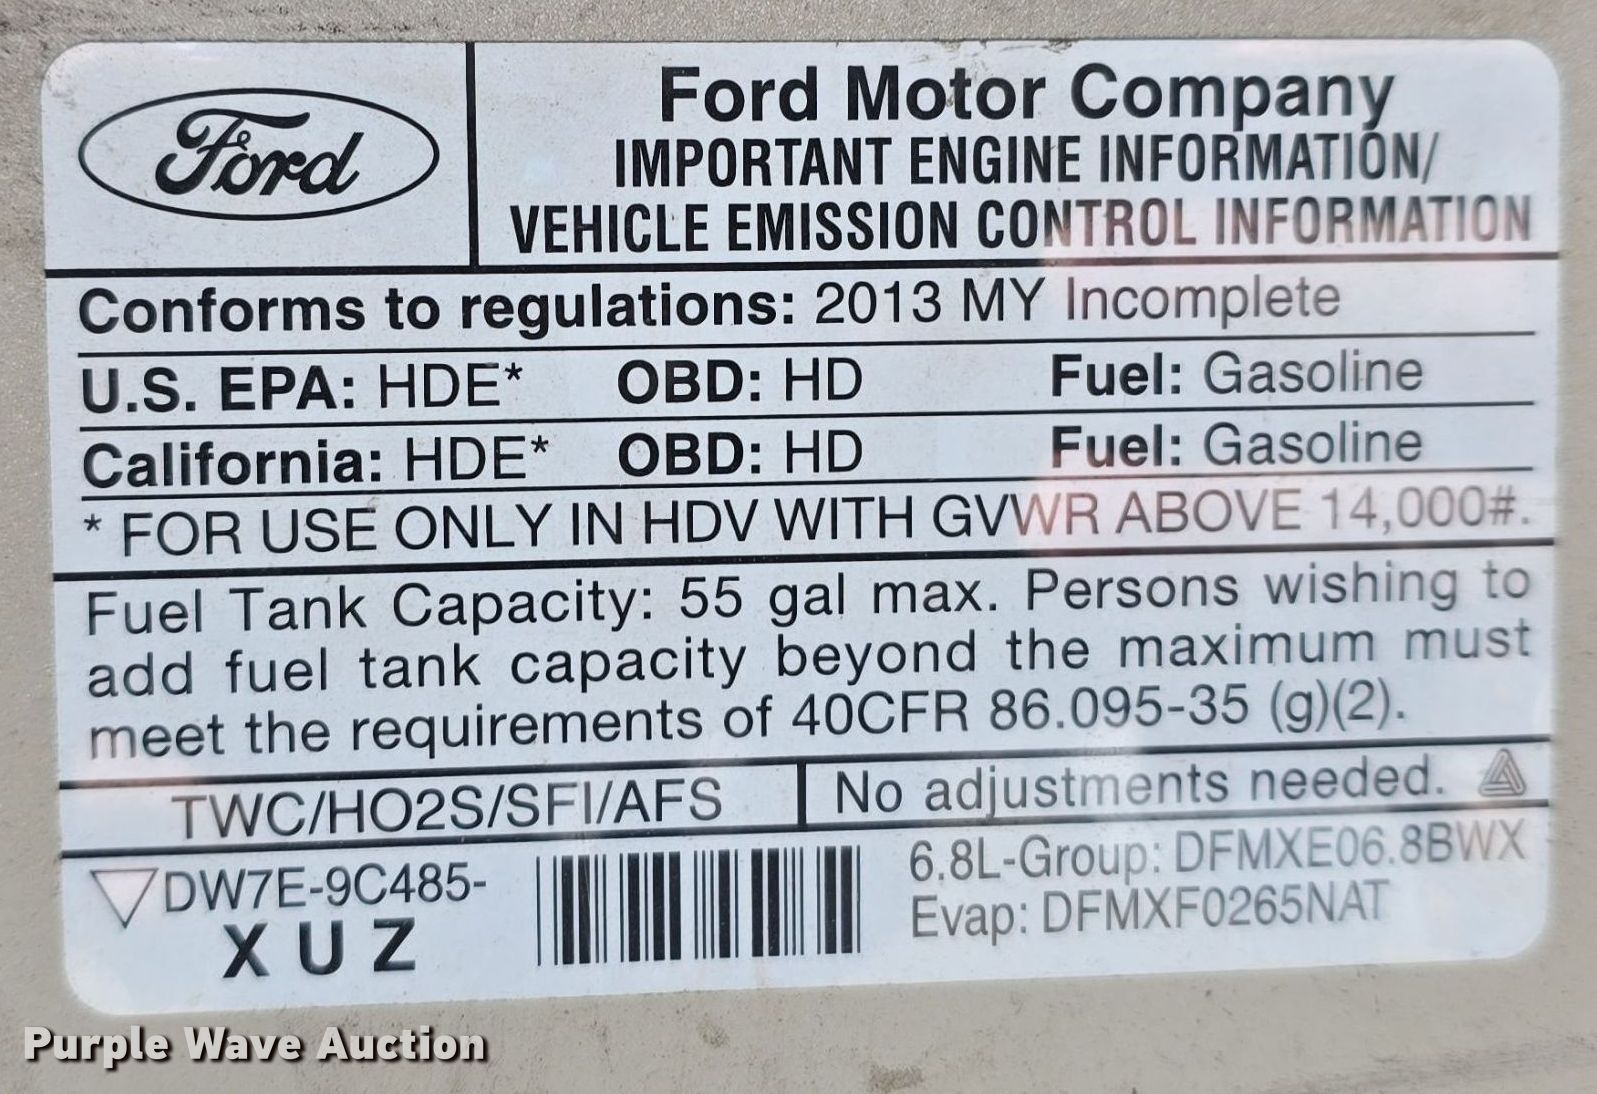 Ford
Ford Motor Company
IMPORTANT ENGINE INFORMATION/
VEHICLE EMISSION CONTROL INFORMATION
Conforms to regulations: 2013 MY Incomplete
U.S. EPA: HDE* OBD: HD Fuel: Gasoline
California: HDE* OBD: HD Fuel: Gasoline
* FOR USE ONLY IN HDV WITH GVWR ABOVE 14,000#.
Fuel Tank Capacity: 55 gal max. Persons wishing to
add fuel tank capacity beyond the maximum must
meet the requirements of 40CFR 86.095-35 (g)(2).
TWC/HO2S/SFI/AFS
No adjustments needed.
DW7E-9C485-
XUZ
6.8L-Group: DFMXE06.8BWX
Evap: DFMXF0265NAT
Purple Wave Auction